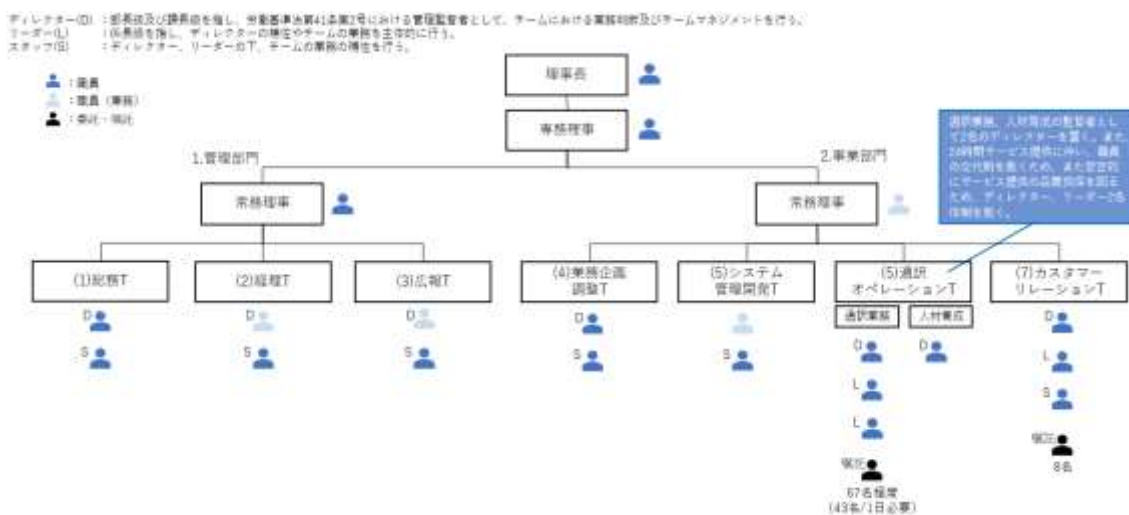 ディレクター(D) ：部長級及び課長級を指し、労働基準法第41条第2号における管理監督者として、チームにおける業務判断及びチームマネジメントを行う。
リーダー(L) ：係長級を指し、ディレクターの補佐やチームの業務を主体的に行う。
スタッフ(S) ：ディレクター、リーダーの下、チームの業務の補佐を行う。
：職員
：職員（兼務）
：委託・嘱託
理事長
専務理事
1.管理部門
2.事業部門
常務理事
常務理事
通訳業務、人材育成の監督者とし
て2名のディレクターを置く。また
24時間サービス提供に伴い、職員
の交代制を敷くため、また安定的
にサービス提供の品質担保を図る
ため、ディレクター、リーダー2名
体制を敷く。
(1)総務T
(2)経理T
(3)広報T
(4)業務企画
調整T
(5)システム
管理開発T
(5)通訳
オペレーションT
(7)カスタマー
リレーションT
通訳業務
人材育成
D
D
D
D
D
D
D
S
S
S
S
S
L
L
L
S
嘱託
67名程度
(43名/1日必要)
嘱託
8名